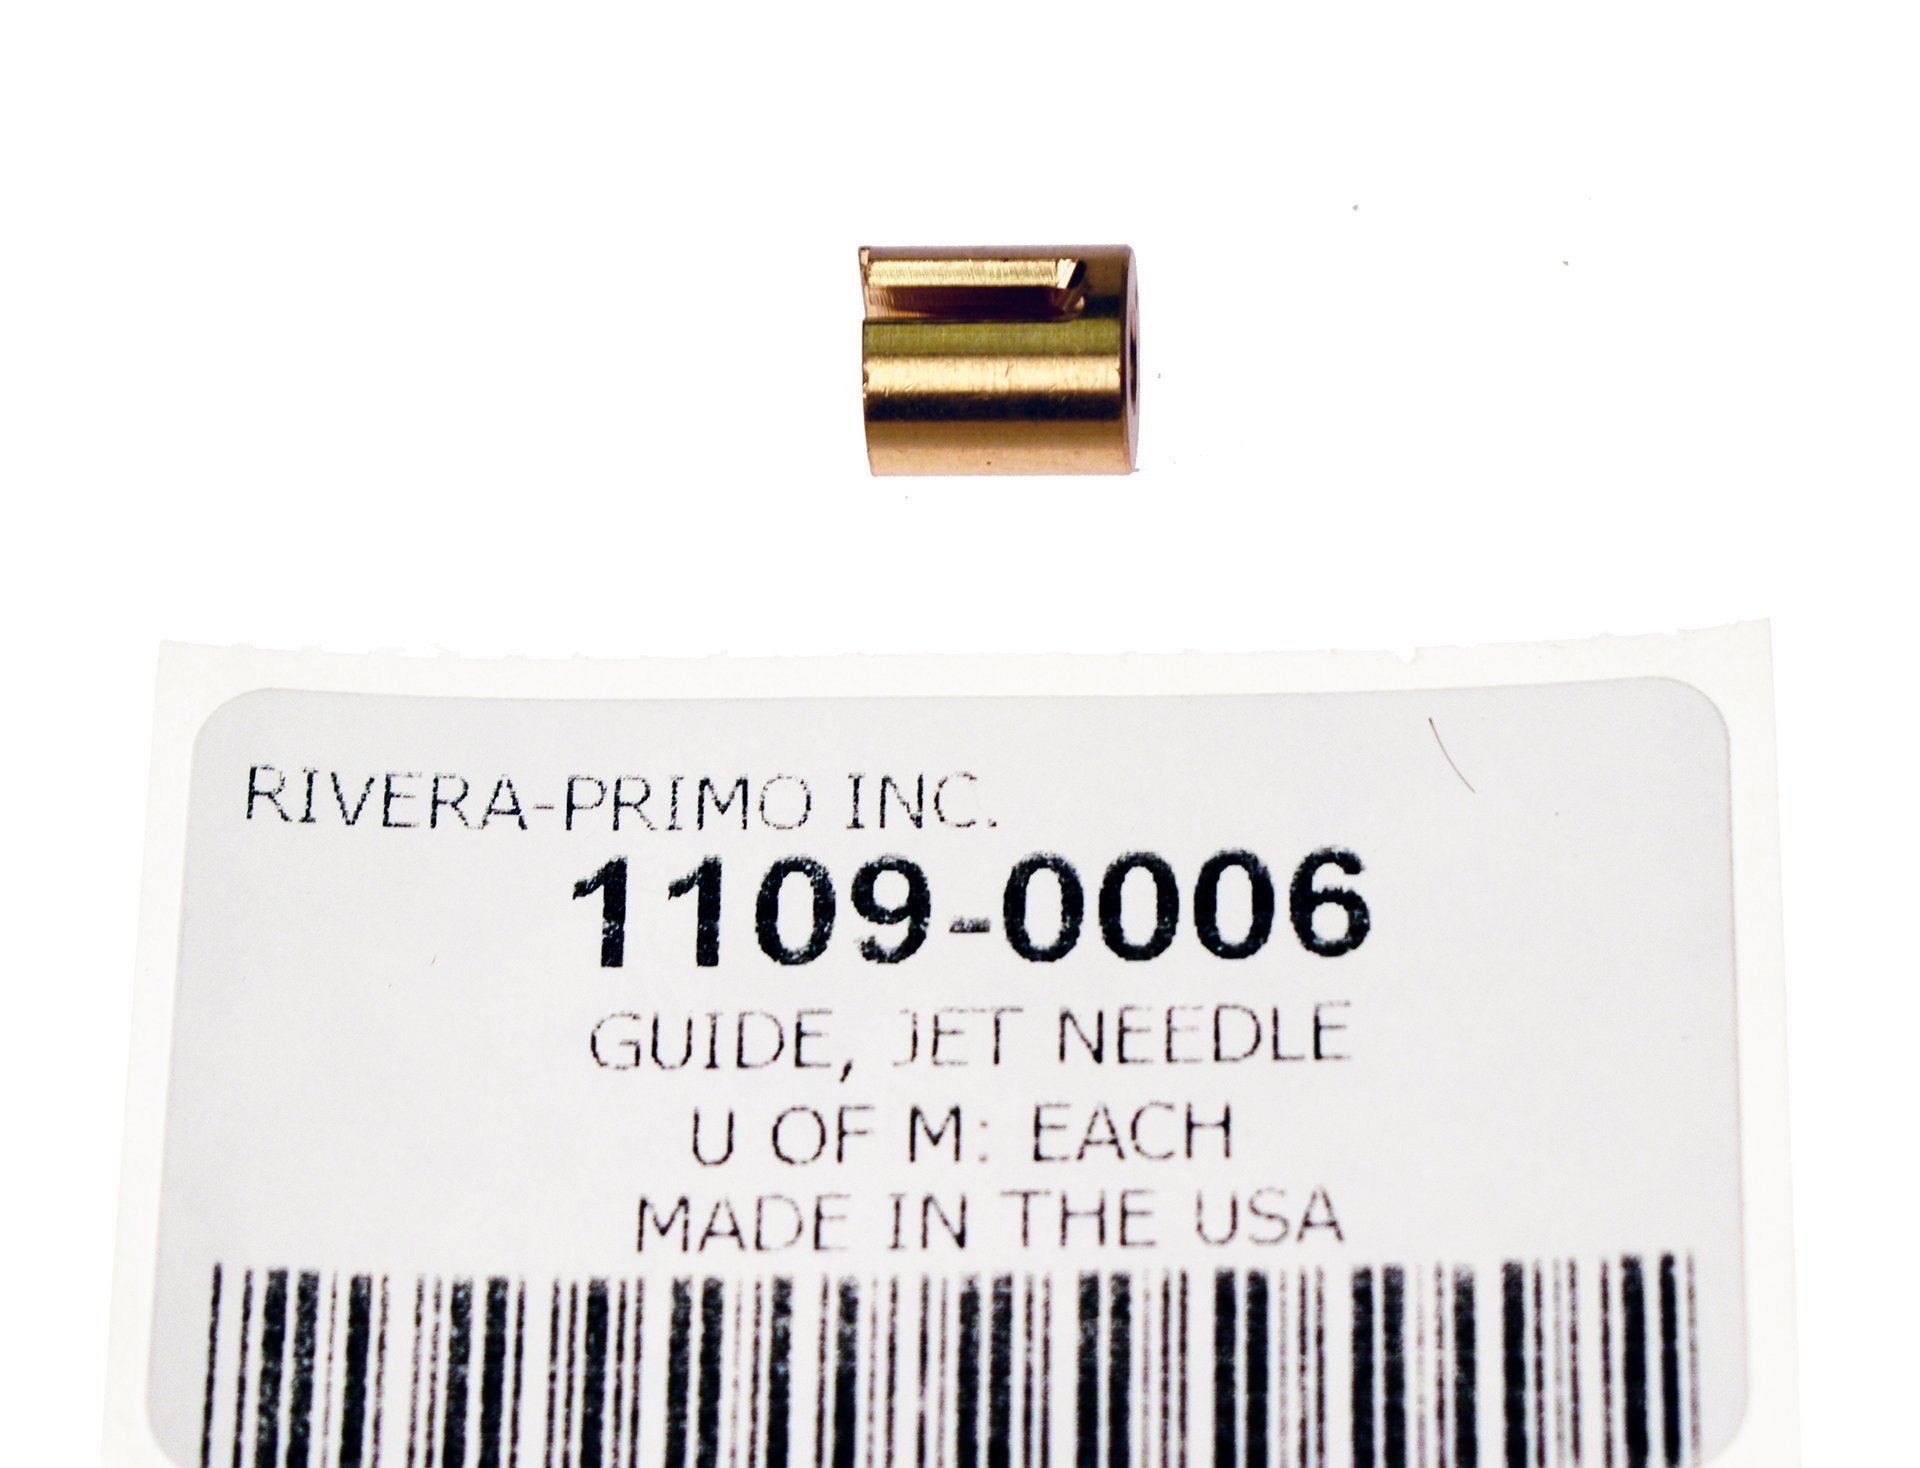 RIVERA-PRIMO INC.
1109-0006
GUIDE, JET NEEDLE
U OF M: EACH
MADE IN THE USA